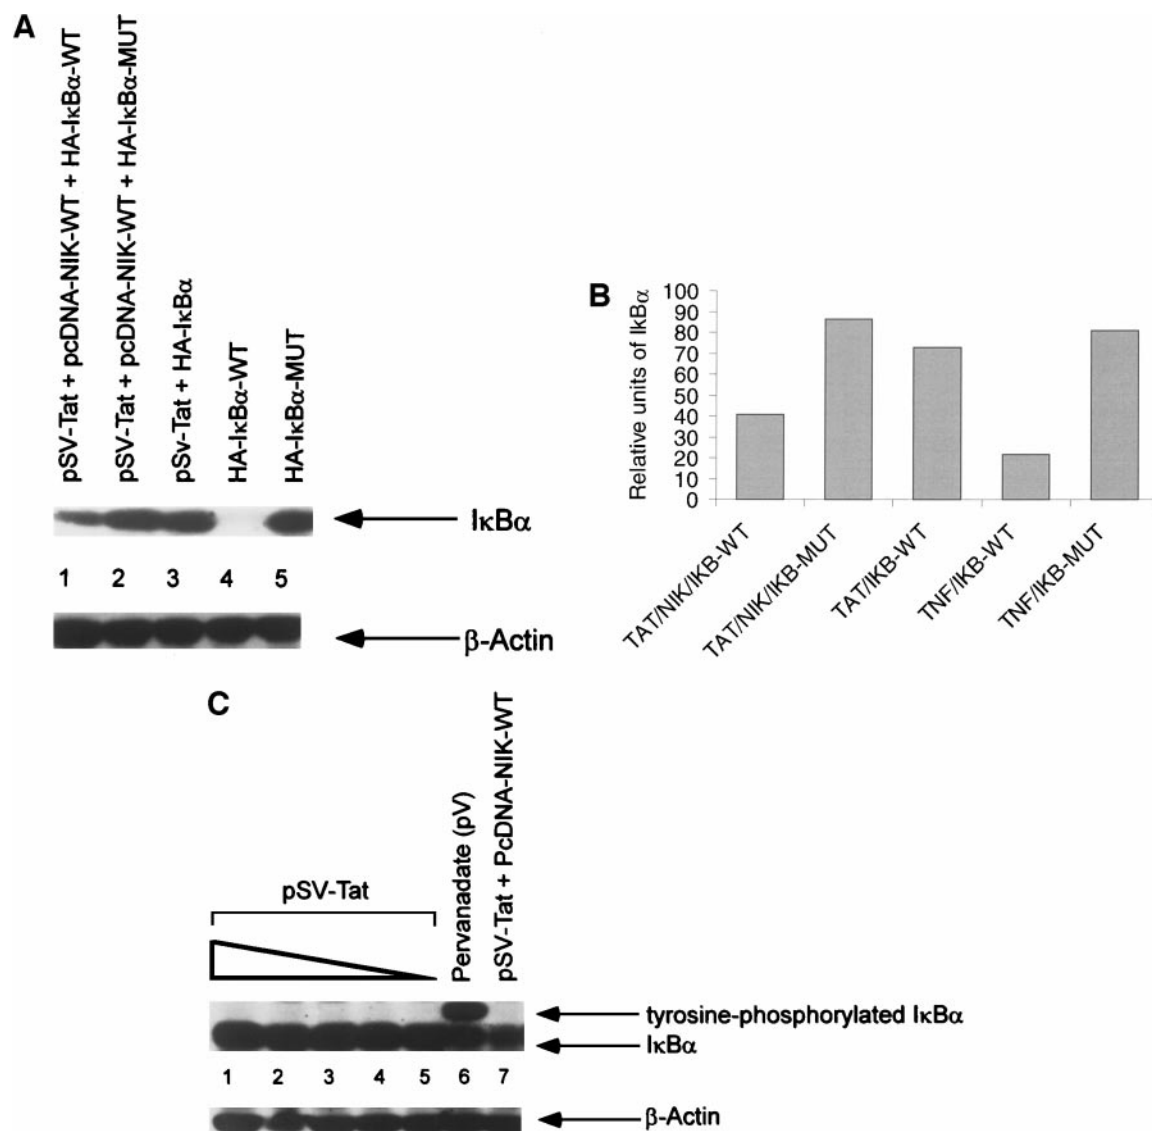 A
pSV-Tat + pcDNA-NIK-WT + HA-IκBα-WT
pSV-Tat + pcDNA-NIK-WT + HA-IκBα-MUT
pSv-Tat + HA-IκBα
HA-IκBα-WT
HA-IκBα-MUT
IκBα
1 2 3 4 5
β-Actin
B
Relative units of IkBα
100
90
80
70
60
50
40
30
20
10
0
TAT/NIK/IKB-WT
TAT/NIK/IKB-MUT
TAT/IKB-WT
TNF/IKB-WT
TNF/IKB-MUT
C
pSV-Tat
Pervanadate (pV)
pSV-Tat + PcDNA-NIK-WT
tyrosine-phosphorylated IκBα
IκBα
1 2 3 4 5 6 7
β-Actin